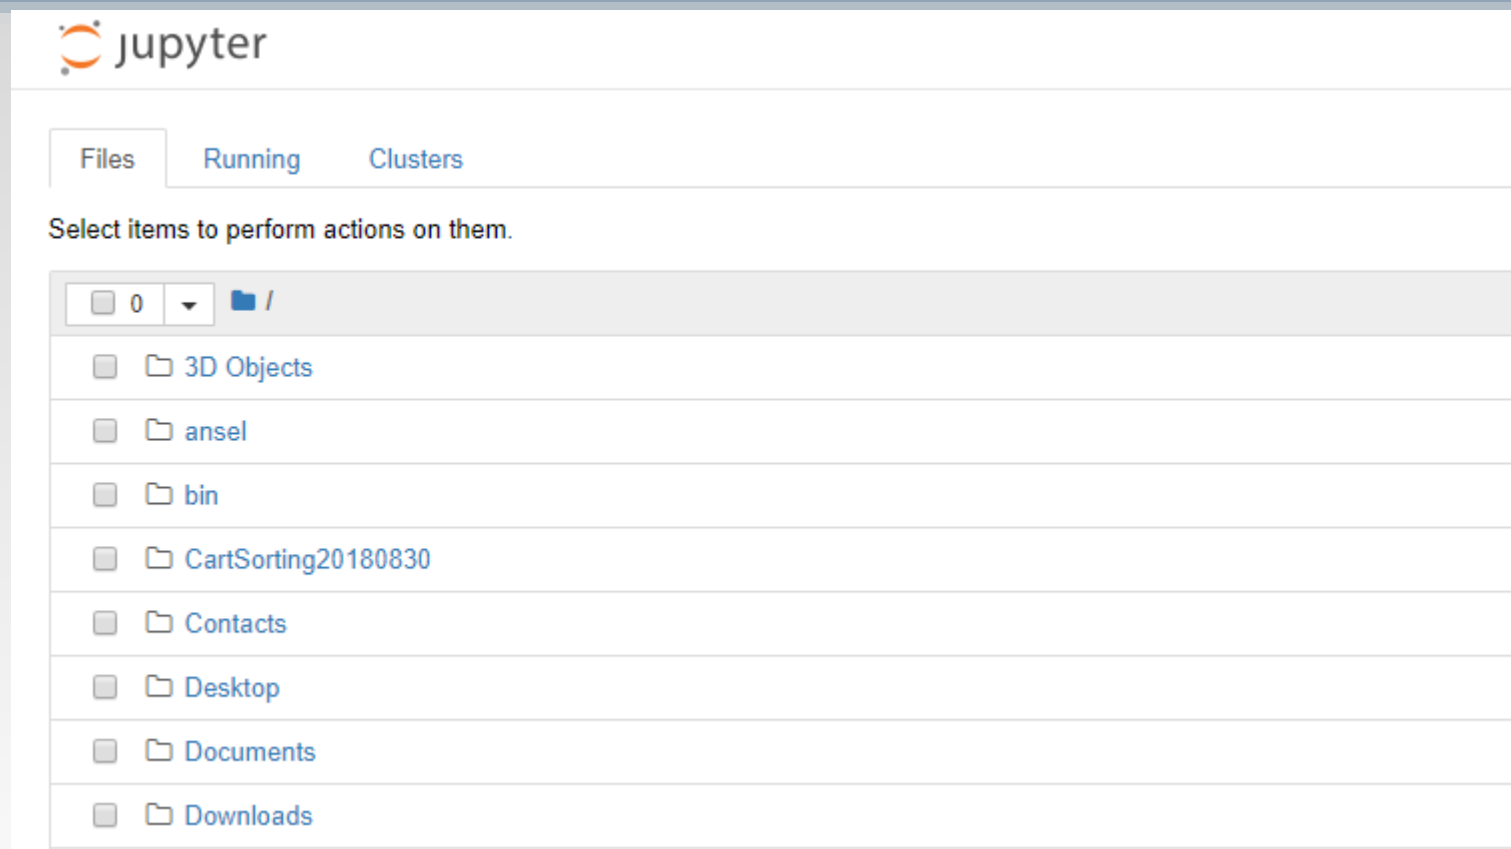 jupyter
Files Running Clusters
Select items to perform actions on them.
0 /
3D Objects
ansel
bin
CartSorting20180830
Contacts
Desktop
Documents
Downloads